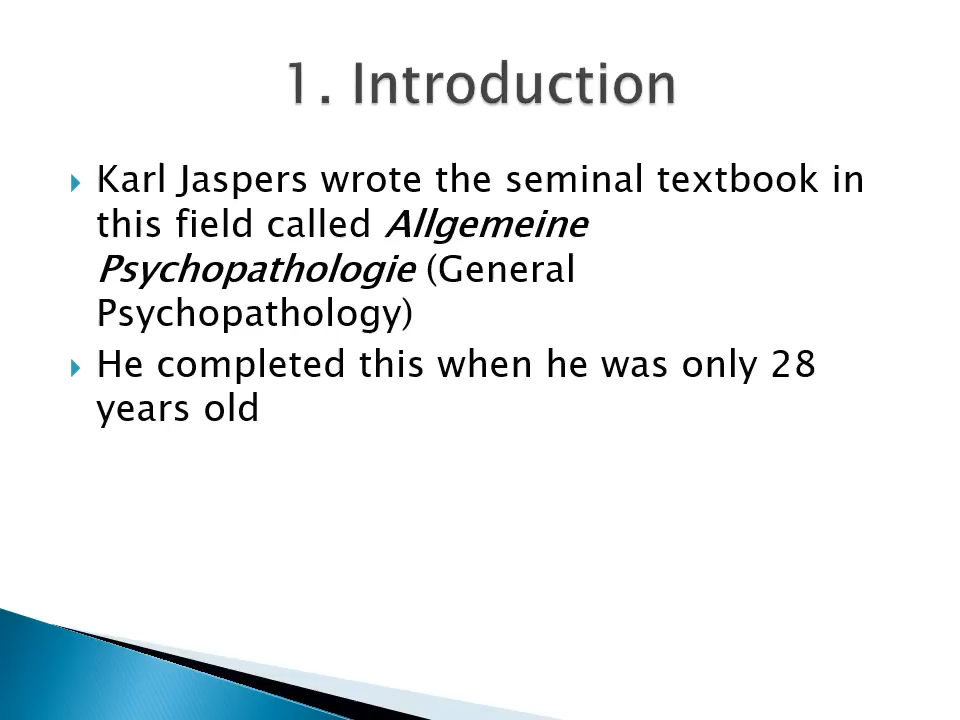 1. Introduction
Karl Jaspers wrote the seminal textbook in
this field called Allgemeine
Psychopathologie (General
Psychopathology)
He completed this when he was only 28
years old